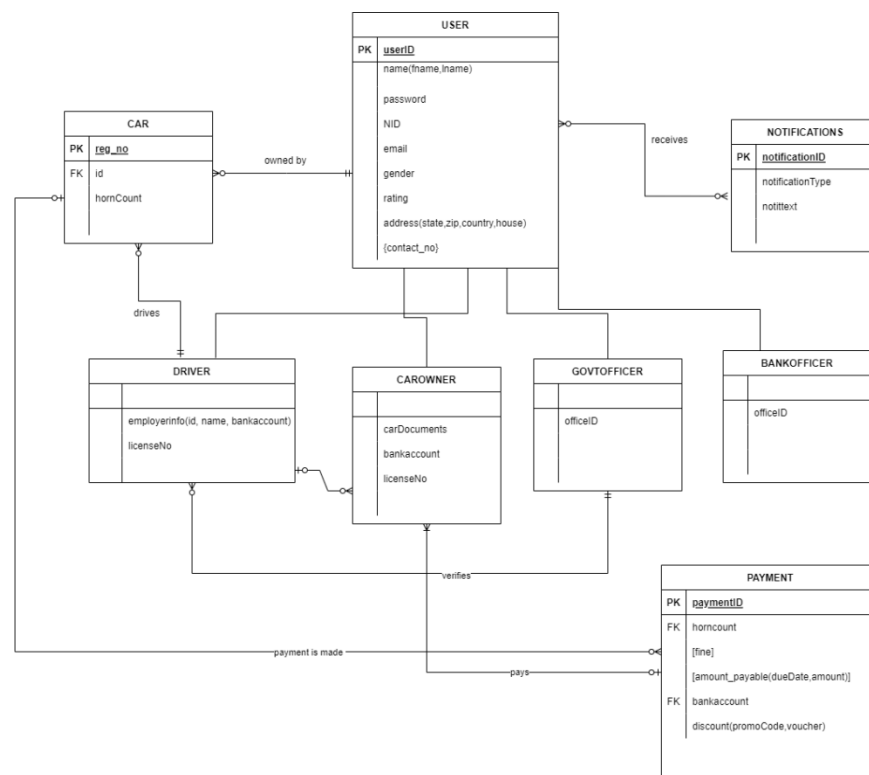 USER
PK userID
name(fname,lname)
password
NID
email
gender
rating
address(state,zip,country,house)
{contact_no}
CAR
PK reg_no
FK id
hornCount
owned by
receives
NOTIFICATIONS
PK notificationID
notificationType
notittext
drives
DRIVER
employerinfo(id, name, bankaccount)
licenseNo
CAROWNER
carDocuments
bankaccount
licenseNo
GOVTOFFICER
officeID
BANKOFFICER
officeID
verifies
payment is made
pays
PAYMENT
PK paymentID
FK horncount
[fine]
[amount_payable(dueDate,amount)]
FK bankaccount
discount(promoCode,voucher)